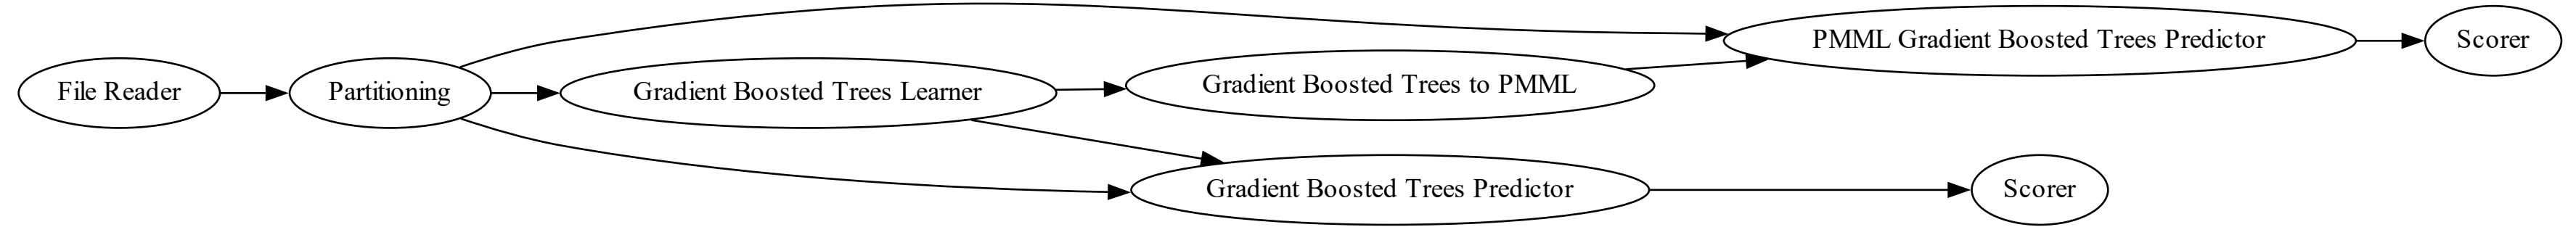 File Reader
Partitioning
Gradient Boosted Trees Learner
Gradient Boosted Trees to PMML
PMML Gradient Boosted Trees Predictor
Scorer
Gradient Boosted Trees Predictor
Scorer